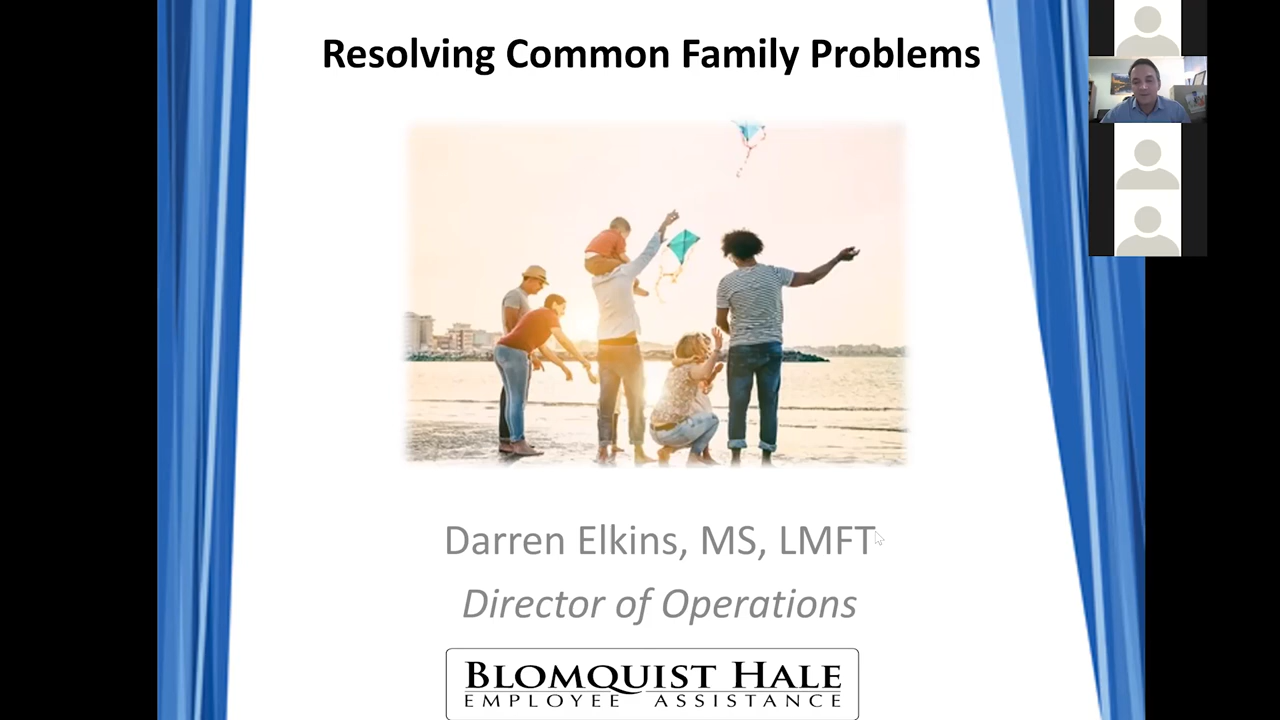 Resolving Common Family Problems
Darren Elkins, MS, LMFT
Director of Operations
BLOMQUIST HALE
EMPLOYEE ASSISTANCE